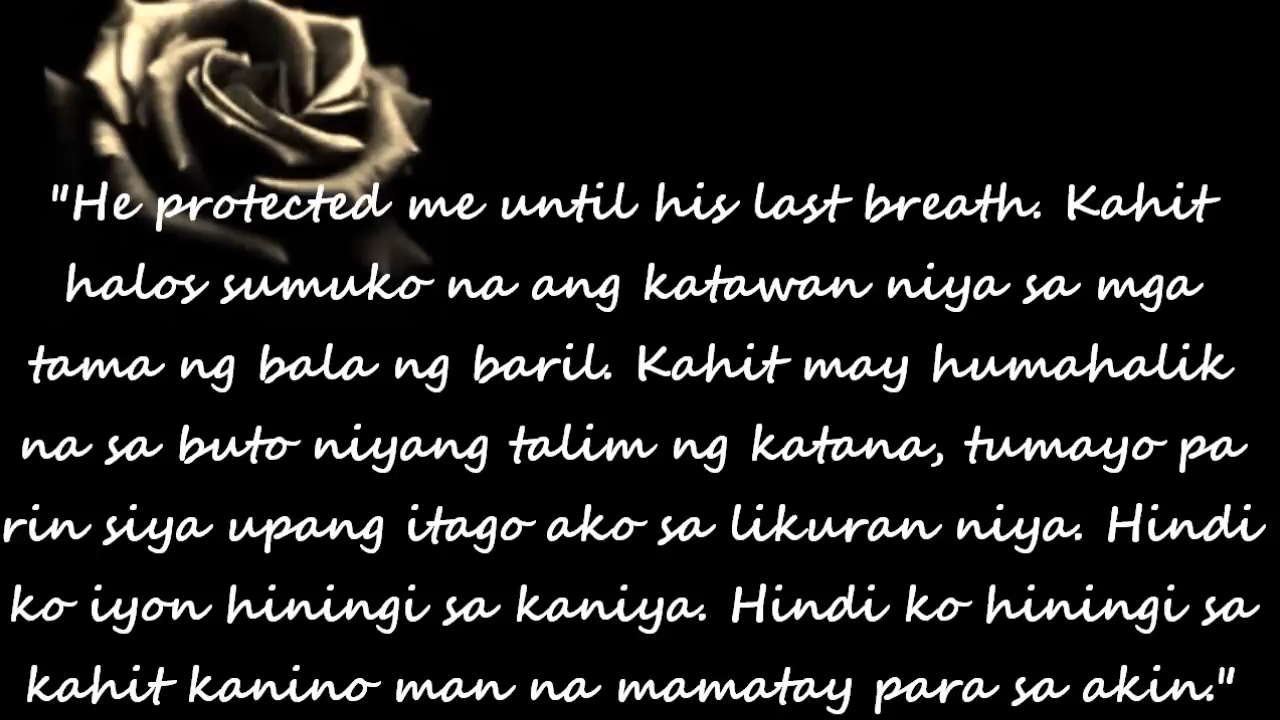 "He protected me until his last breath. Kahit
halos sumuko na ang katawan niya sa mga
tama ng bala ng baril. Kahit may humahalik
na sa buto niyang talim ng katana, tumayo pa
rin siya upang itago ako sa likuran niya. Hindi
ko iyon hiningi sa kaniya. Hindi ko hiningi sa
kahit kanino man na mamatay para sa akin."